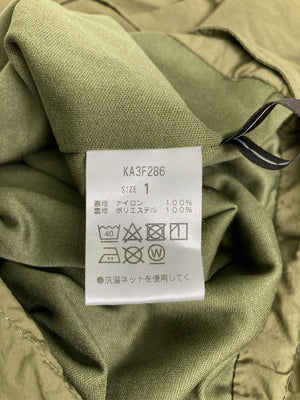 KA3F286
SIZE 1
表地 ナイロン 100%
裏地 ポリエステル 100%
40
W
●洗濯ネットを使用してく